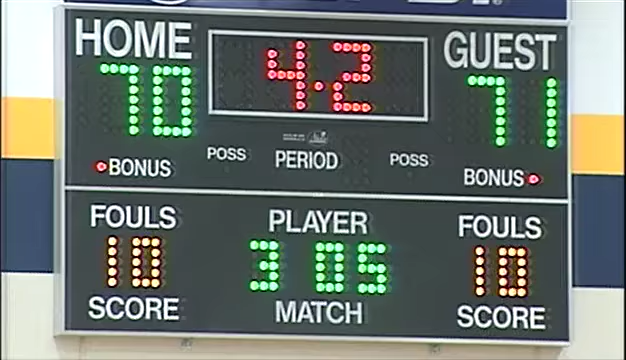 HOME 4.2 GUEST
70 71
POSS PERIOD POSS
BONUS BONUS
FOULS PLAYER FOULS
10 3 05 10
SCORE MATCH SCORE